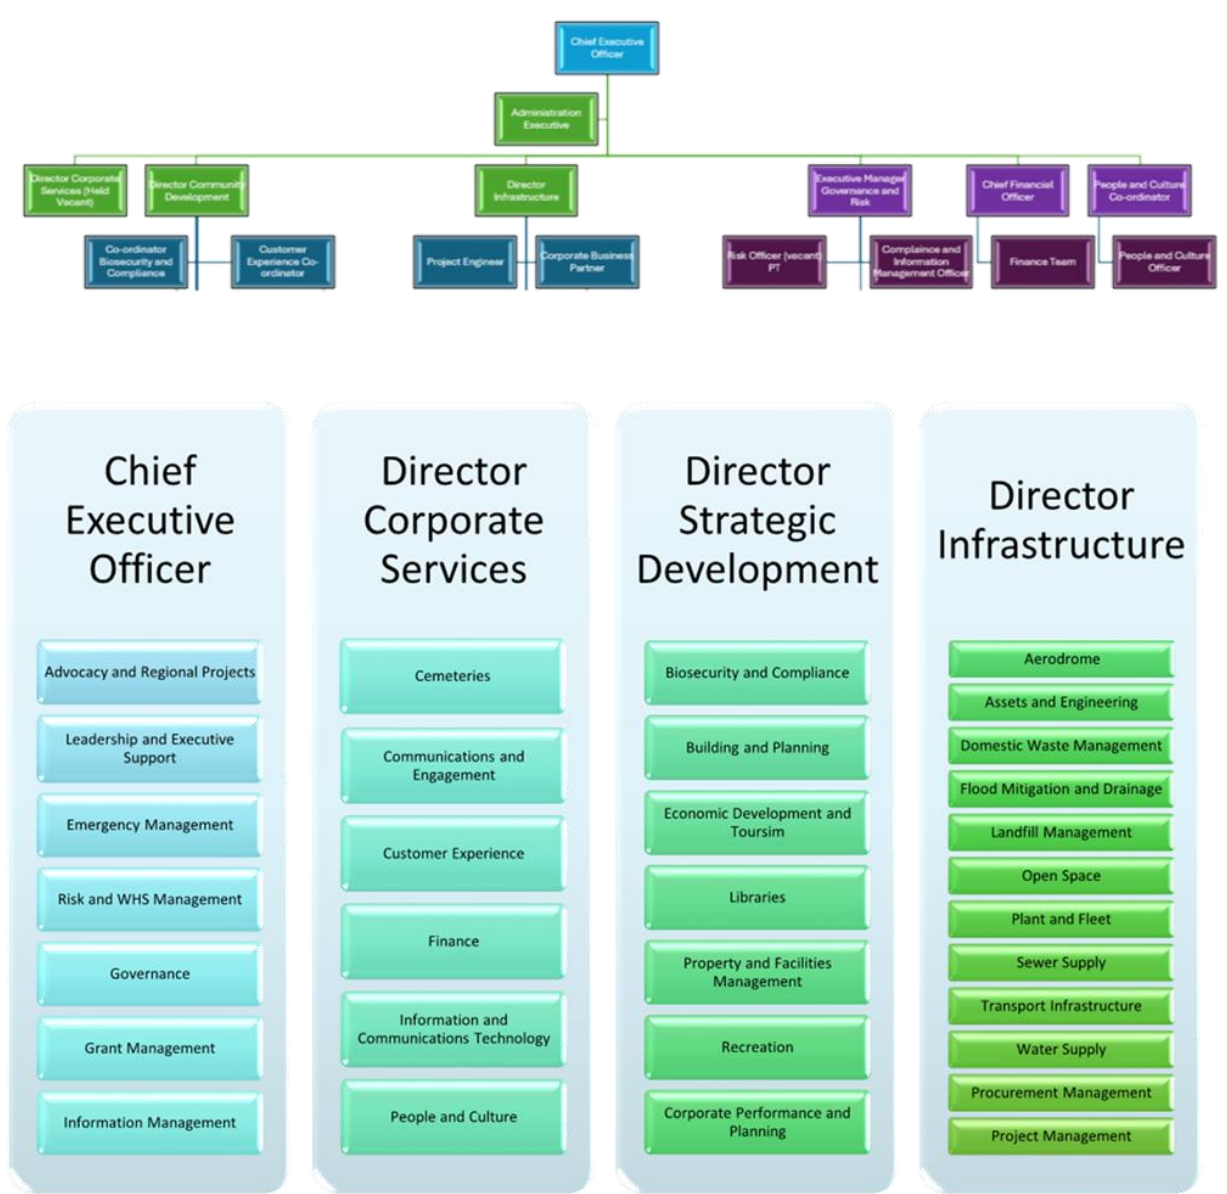 Chief Executive
Officer
Administration
Executive
Director Corporate
Services (Held
Vacant)
Director Community
Development
Director
Infrastructure
Executive Manager
Governance and
Risk
Chief Financial
Officer
People and Culture
Co-ordinator
Co-ordinator
Biosecurity and
Compliance
Customer
Experience Co-
ordinator
Project Engineer
Corporate Business
Partner
Risk Officer (vacant)
PT
Complaince and
Information
Management Officer
Finance Team
People and Culture
Officer
Chief
Executive
Officer
Advocacy and Regional Projects
Leadership and Executive
Support
Emergency Management
Risk and WHS Management
Governance
Grant Management
Information Management
Director
Corporate
Services
Cemeteries
Communications and
Engagement
Customer Experience
Finance
Information and
Communications Technology
People and Culture
Director
Strategic
Development
Biosecurity and Compliance
Building and Planning
Economic Development and
Toursim
Libraries
Property and Facilities
Management
Recreation
Corporate Performance and
Planning
Director
Infrastructure
Aerodrome
Assets and Engineering
Domestic Waste Management
Flood Mitigation and Drainage
Landfill Management
Open Space
Plant and Fleet
Sewer Supply
Transport Infrastructure
Water Supply
Procurement Management
Project Management